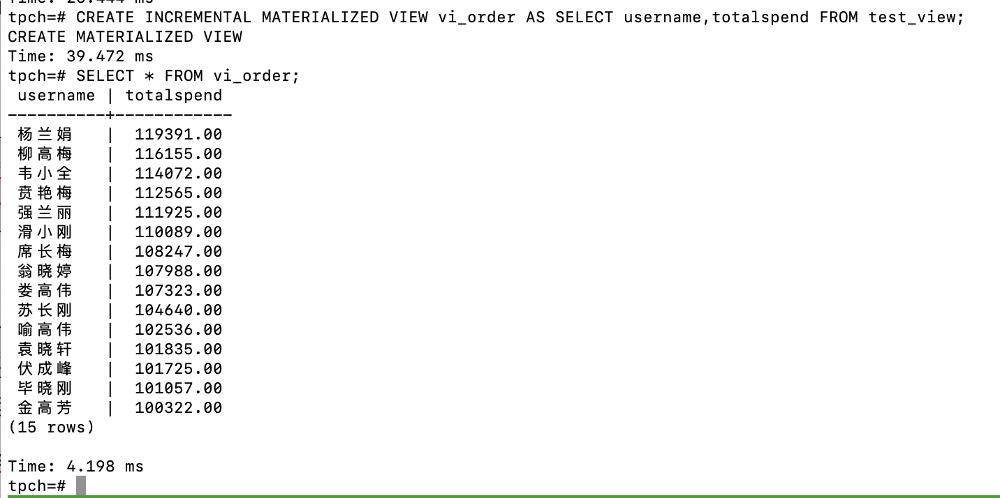 tpch=# CREATE INCREMENTAL MATERIALIZED VIEW vi_order AS SELECT username,totalspend FROM test_view;
CREATE MATERIALIZED VIEW
Time: 39.472 ms
tpch=# SELECT * FROM vi_order;
 username | totalspend
----------+------------
 杨兰娟   |  119391.00
 柳高梅   |  116155.00
 韦小全   |  114072.00
 贲艳梅   |  112565.00
 强兰丽   |  111925.00
 滑小刚   |  110089.00
 席长梅   |  108247.00
 翁晓婷   |  107988.00
 娄高伟   |  107323.00
 苏长刚   |  104640.00
 喻高伟   |  102536.00
 袁晓轩   |  101835.00
 伏成峰   |  101725.00
 毕晓刚   |  101057.00
 金高芳   |  100322.00
(15 rows)
Time: 4.198 ms
tpch=#